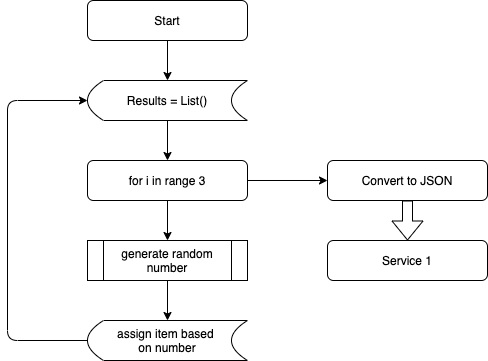 Start
Results = List()
for i in range 3
Convert to JSON
generate random
number
Service 1
assign item based
on number